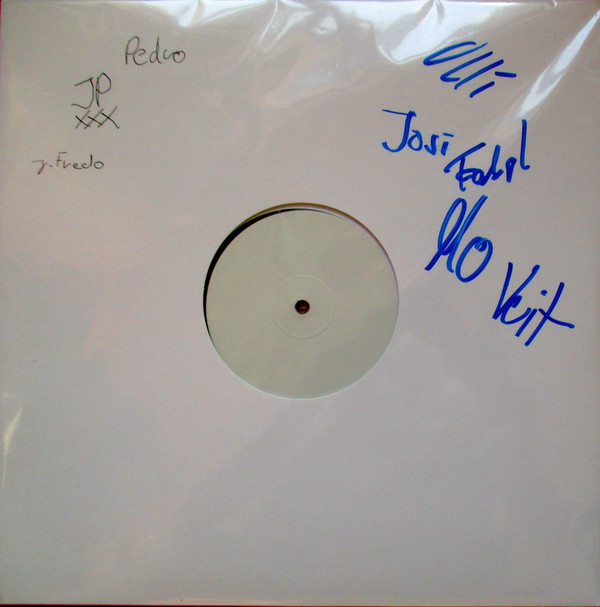 Pedro
JP
XXX
J. Fredo
Olli
Josi
Mo
Veit